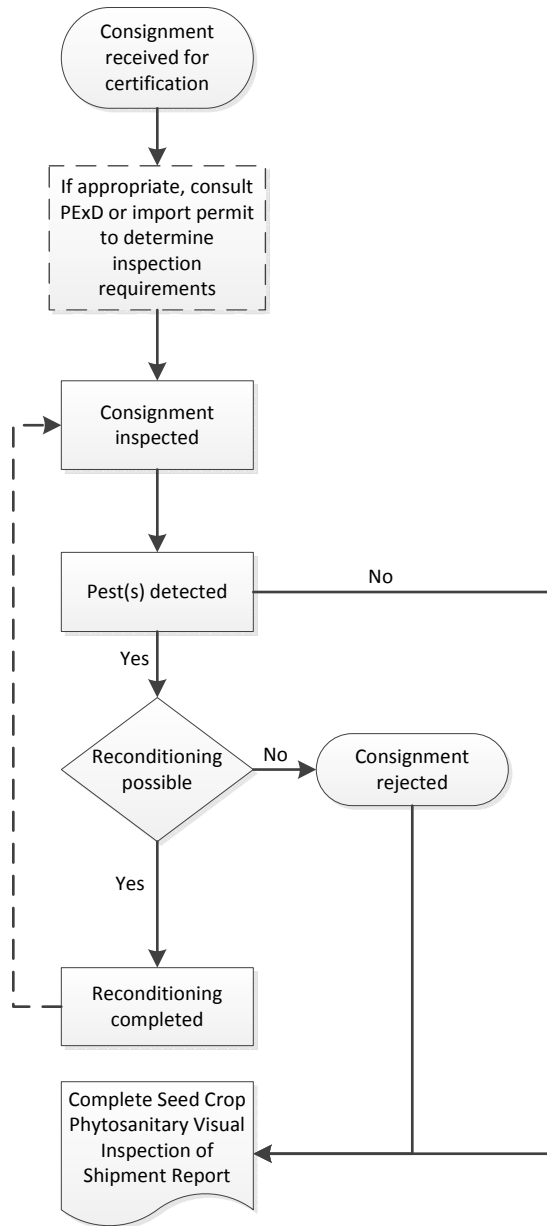 Consignment
received for
certification
If appropriate, consult
PExD or import permit
to determine
inspection
requirements
Consignment
inspected
Pest(s) detected
No
Yes
Reconditioning
possible
No
Consignment
rejected
Yes
Reconditioning
completed
Complete Seed Crop
Phytosanitary Visual
Inspection of
Shipment Report